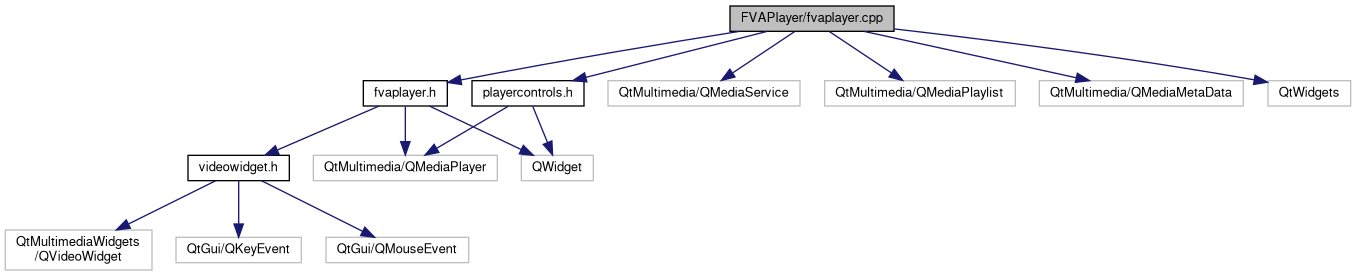 FVAPlayer/fvaplayer.cpp
fvaplayer.h
playercontrols.h
QtMultimedia/QMediaService
QtMultimedia/QMediaPlaylist
QtMultimedia/QMediaMetaData
QtWidgets
videowidget.h
QtMultimedia/QMediaPlayer
QWidget
QtMultimediaWidgets
/QVideoWidget
QtGui/QKeyEvent
QtGui/QMouseEvent